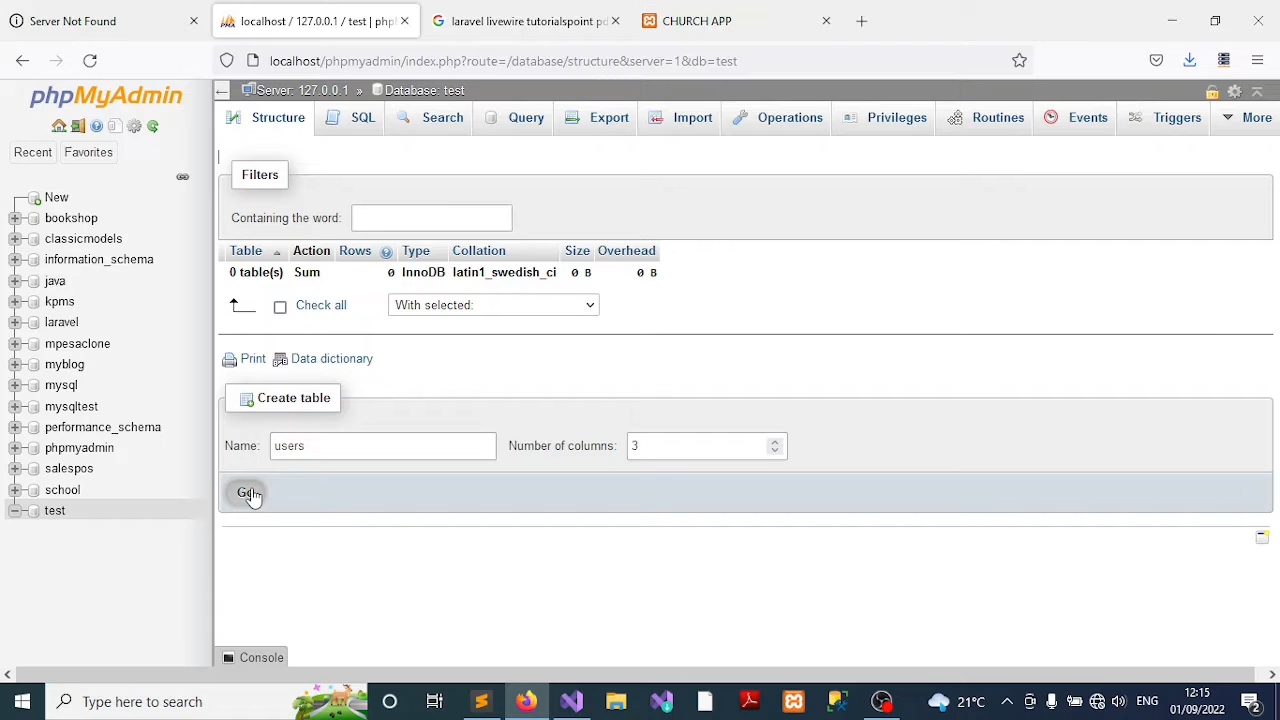 Server Not Found
localhost / 127.0.0.1 / test | phpl
laravel livewire tutorialspoint pd
CHURCH APP
localhost/phpmyadmin/index.php?route=/database/structure&server=1&db=test
phpMyAdmin
Server: 127.0.0.1 » Database: test
Structure SQL Search Query Export Import Operations Privileges Routines Events Triggers More
Recent Favorites
New
bookshop
classicmodels
information_schema
java
kpms
laravel
mpesaclone
myblog
mysql
mysqltest
performance_schema
phpmyadmin
salespos
school
test
Filters
Containing the word:
Table Action Rows Type Collation Size Overhead
0 table(s) Sum 0 InnoDB latin1_swedish_ci 0 B 0 B
Check all With selected:
Print Data dictionary
Create table
Name: users Number of columns: 3
Go
Console
Type here to search
21°C ENG
12:15
01/09/2022
2